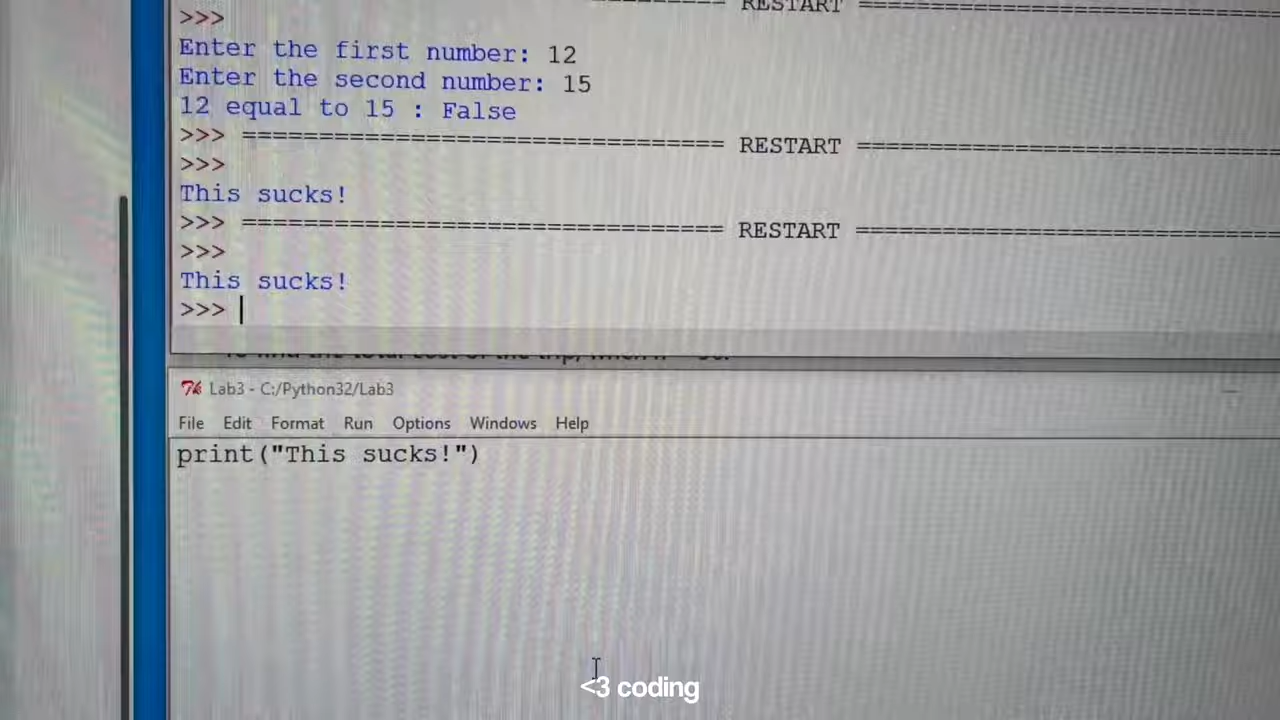 RESTART
>>>
Enter the first number: 12
Enter the second number: 15
12 equal to 15 : False
>>> ================================ RESTART ================================
>>>
This sucks!
>>> ================================ RESTART ================================
>>>
This sucks!
>>>
Lab3 - C:/Python32/Lab3
File Edit Format Run Options Windows Help
print("This sucks!")
<3 coding